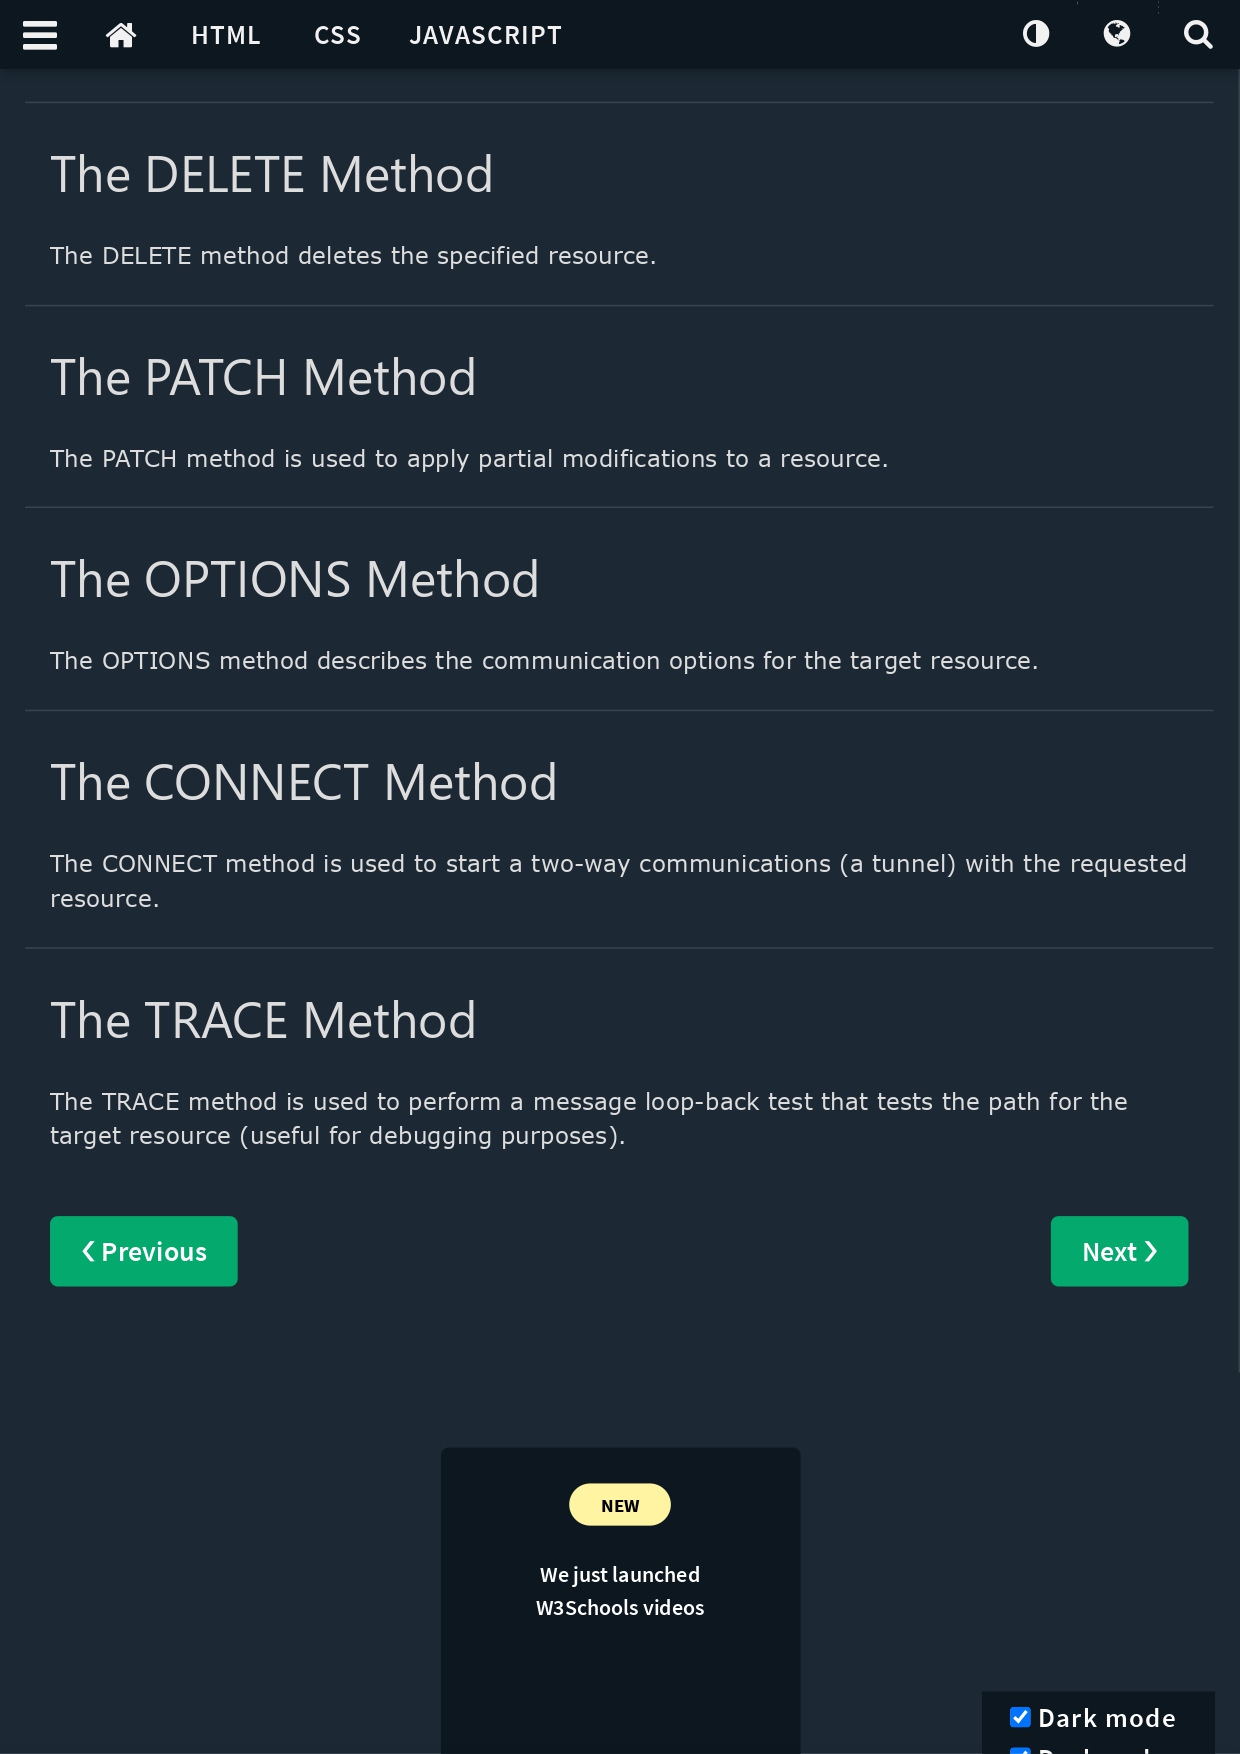 HTML CSS JAVASCRIPT
The DELETE Method
The DELETE method deletes the specified resource.
The PATCH Method
The PATCH method is used to apply partial modifications to a resource.
The OPTIONS Method
The OPTIONS method describes the communication options for the target resource.
The CONNECT Method
The CONNECT method is used to start a two-way communications (a tunnel) with the requested
resource.
The TRACE Method
The TRACE method is used to perform a message loop-back test that tests the path for the
target resource (useful for debugging purposes).
❮ Previous
Next ❯
NEW
We just launched
W3Schools videos
Dark mode